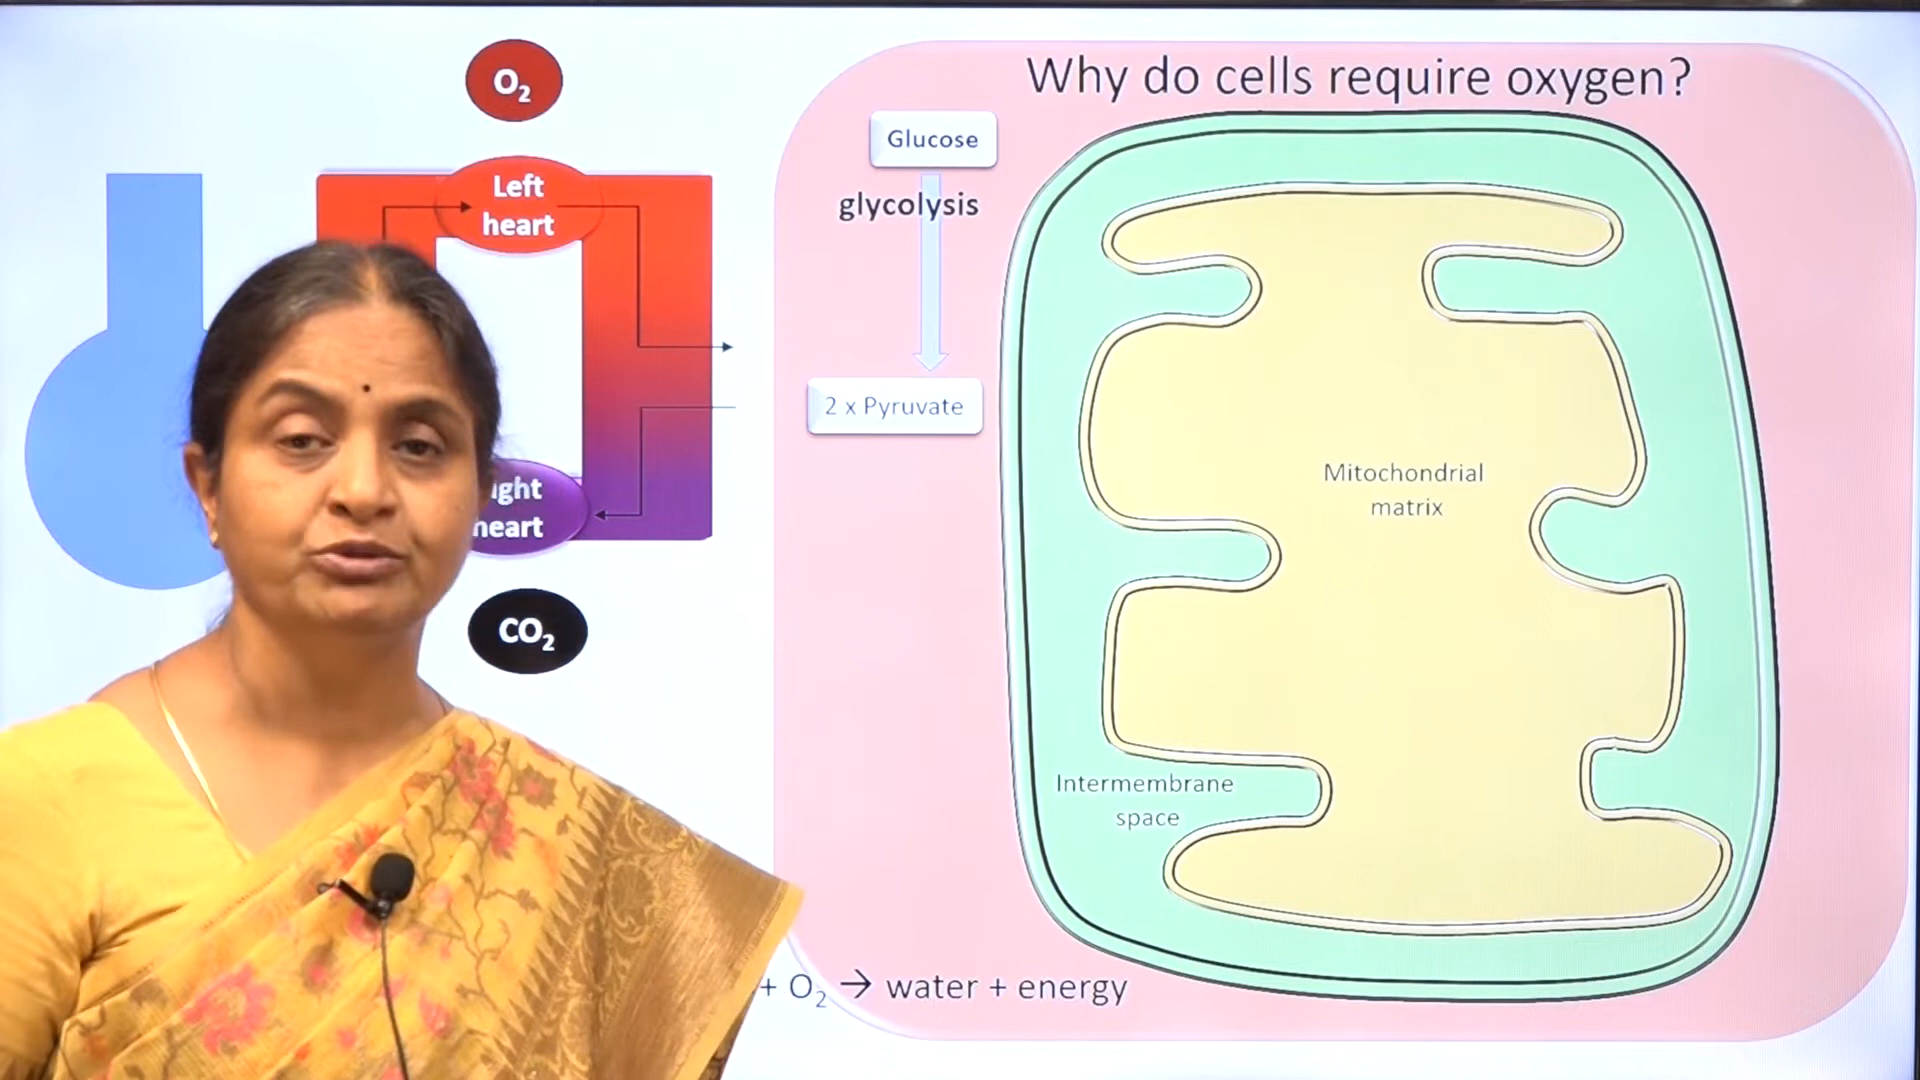 O₂
Why do cells require oxygen?
Glucose
Left
heart
glycolysis
2 x Pyruvate
Mitochondrial
matrix
ight
heart
CO₂
Intermembrane
space
+ O₂ → water + energy